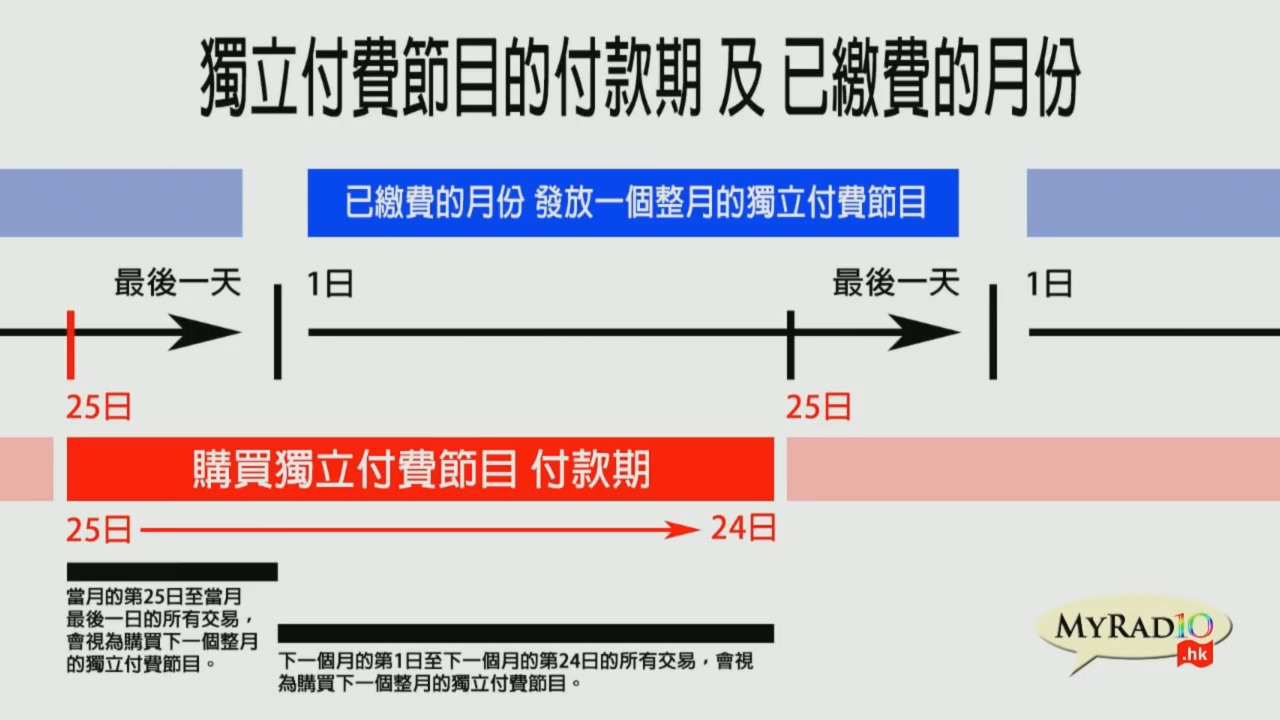 獨立付費節目的付款期 及 已繳費的月份
已繳費的月份 發放一個整月的獨立付費節目
最後一天
1日
最後一天
1日
25日
25日
購買獨立付費節目 付款期
25日
24日
當月的第25日至當月
最後一日的所有交易，
會視為購買下一個整月
的獨立付費節目。
下一個月的第1日至下一個月的第24日的所有交易，會視
為購買下一個整月的獨立付費節目。
MYRAD10
.hk